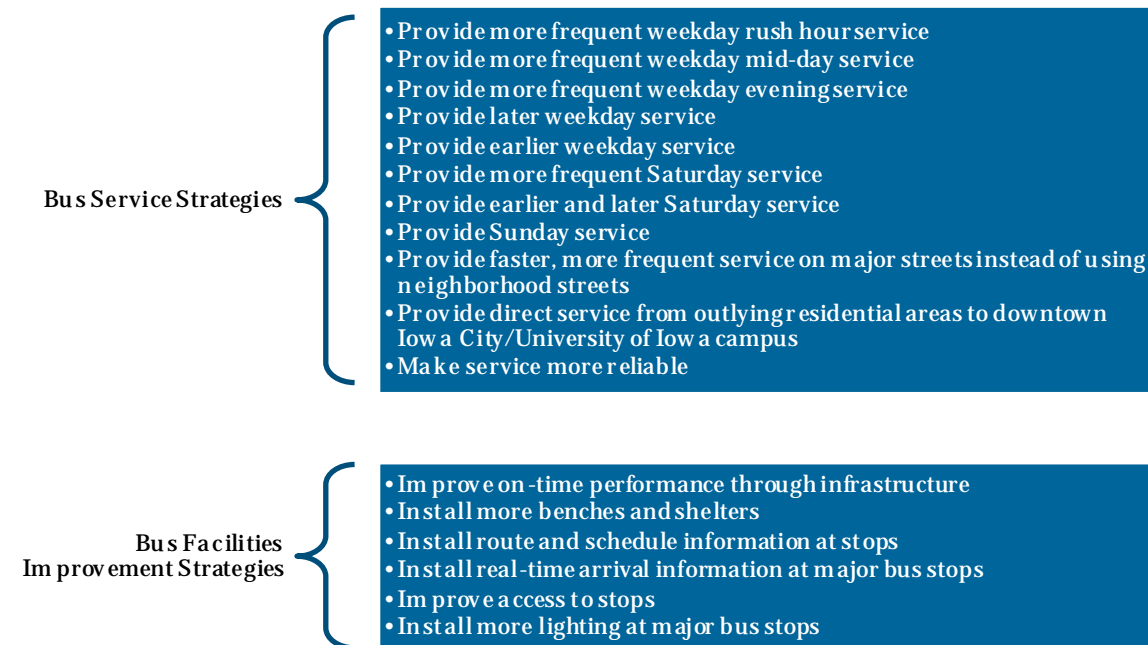 Bus Service Strategies
•Provide more frequent weekday rush hour service
•Provide more frequent weekday mid-day service
•Provide more frequent weekday evening service
•Provide later weekday service
•Provide earlier weekday service
•Provide more frequent Saturday service
•Provide earlier and later Saturday service
•Provide Sunday service
•Provide faster, more frequent service on major streets instead of using
neighborhood streets
•Provide direct service from outlying residential areas to downtown
Iowa City/University of Iowa campus
•Make service more reliable
Bus Facilities
Improvement Strategies
•Improve on-time performance through infrastructure
•Install more benches and shelters
•Install route and schedule information at stops
•Install real-time arrival information at major bus stops
•Improve access to stops
•Install more lighting at major bus stops